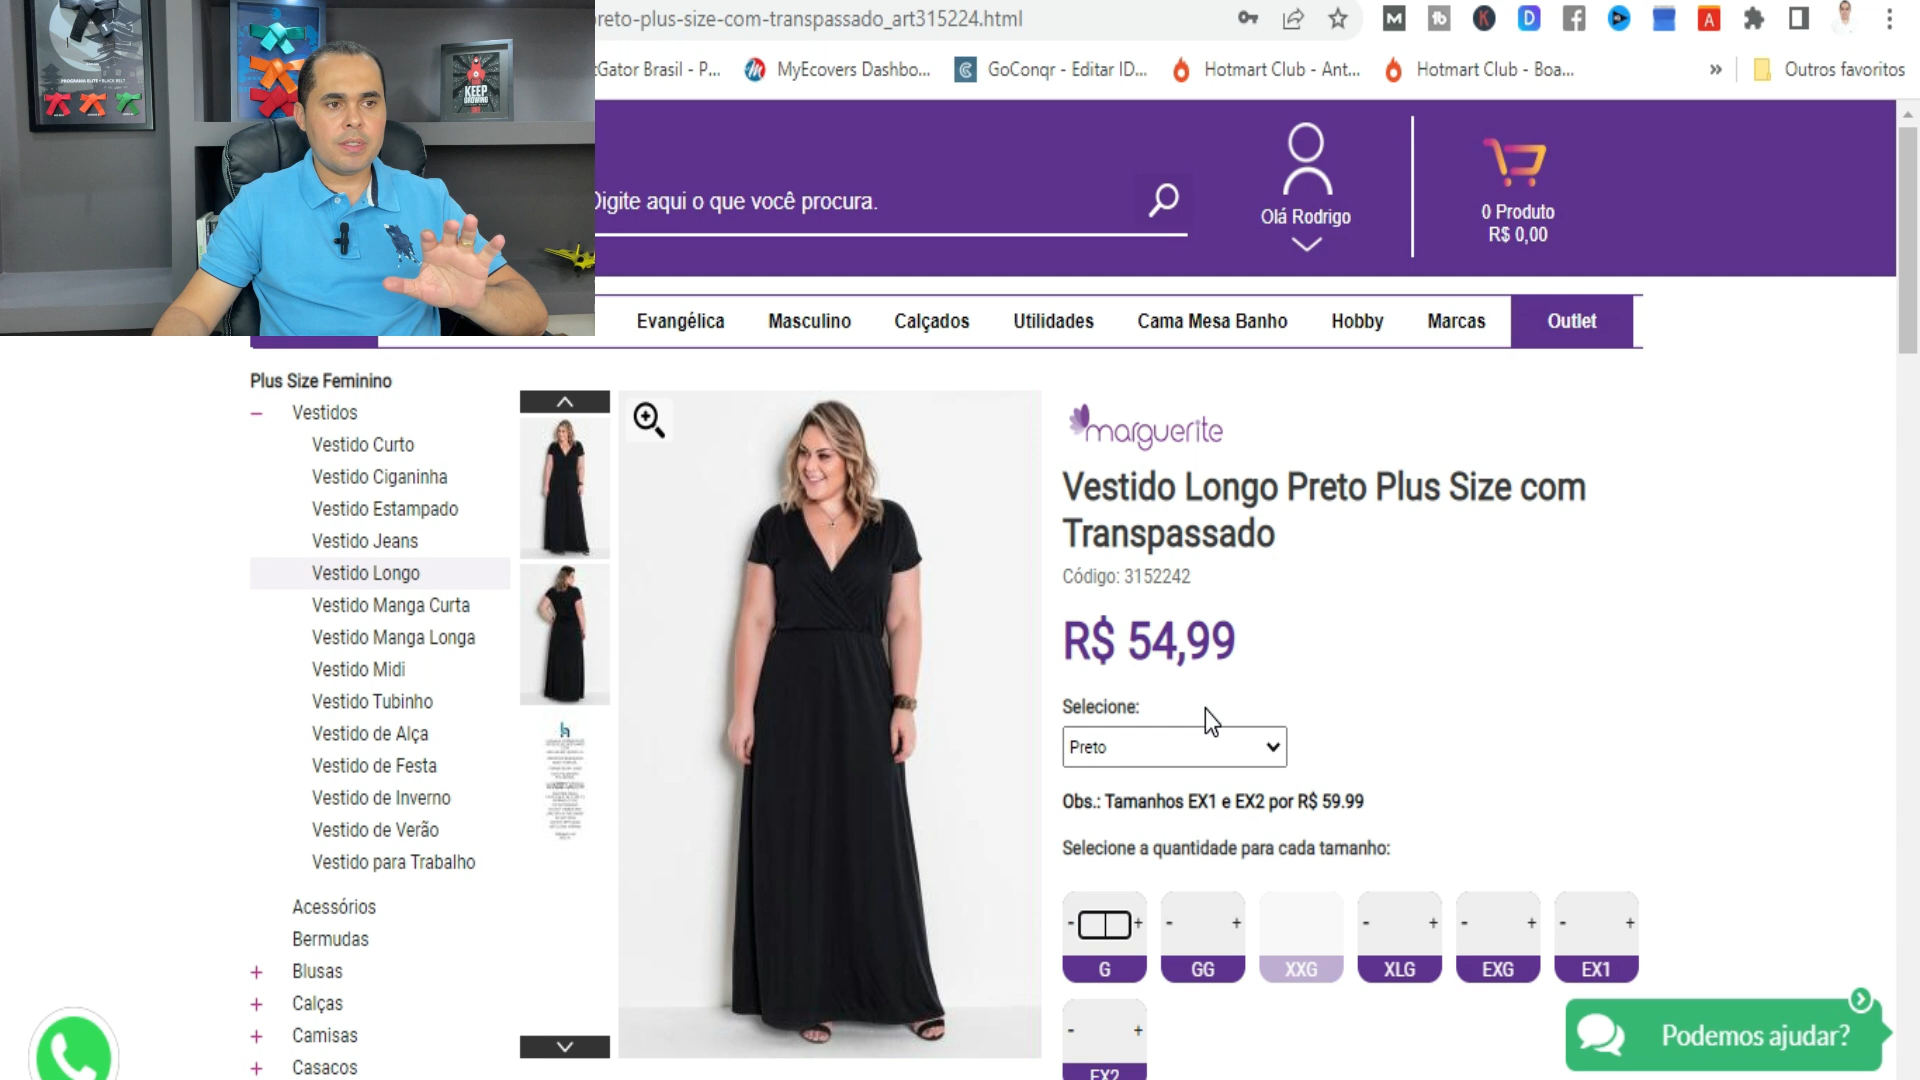 PROGRAMA ELITE • BLACK BELT
KEEP
GROWING
preto-plus-size-com-transpassado_art315224.html
tGator Brasil - P...
MyEcovers Dashbo...
GoConqr - Editar ID...
Hotmart Club - Ant...
Hotmart Club - Boa...
»
Outros favoritos
Digite aqui o que você procura.
Olá Rodrigo
0 Produto
R$ 0,00
Evangélica
Masculino
Calçados
Utilidades
Cama Mesa Banho
Hobby
Marcas
Outlet
Plus Size Feminino
– Vestidos
Vestido Curto
Vestido Ciganinha
Vestido Estampado
Vestido Jeans
Vestido Longo
Vestido Manga Curta
Vestido Manga Longa
Vestido Midi
Vestido Tubinho
Vestido de Alça
Vestido de Festa
Vestido de Inverno
Vestido de Verão
Vestido para Trabalho
Acessórios
Bermudas
+ Blusas
+ Calças
+ Camisas
+ Casacos
marguerite
Vestido Longo Preto Plus Size com
Transpassado
Código: 3152242
R$ 54,99
Selecione:
Preto
Obs.: Tamanhos EX1 e EX2 por R$ 59.99
Selecione a quantidade para cada tamanho:
- + - + - + - + - +
G GG XXG XLG EXG EX1
- +
EX2
Podemos ajudar?